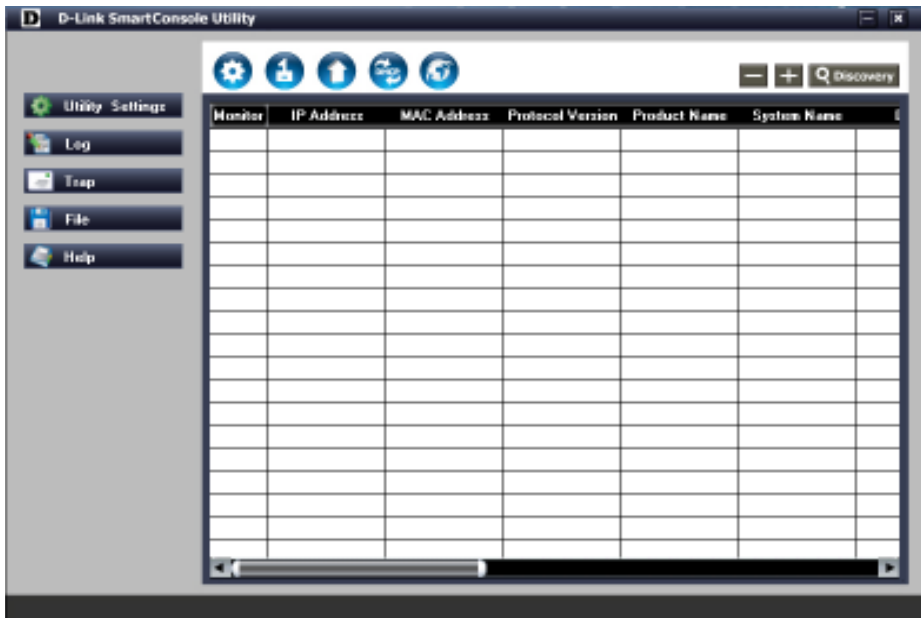 D D-Link SmartConsole Utility
Discovery
Utility Settings
Log
Trap
File
Help
Monitor IP Address MAC Address Protocol Version Product Name System Name